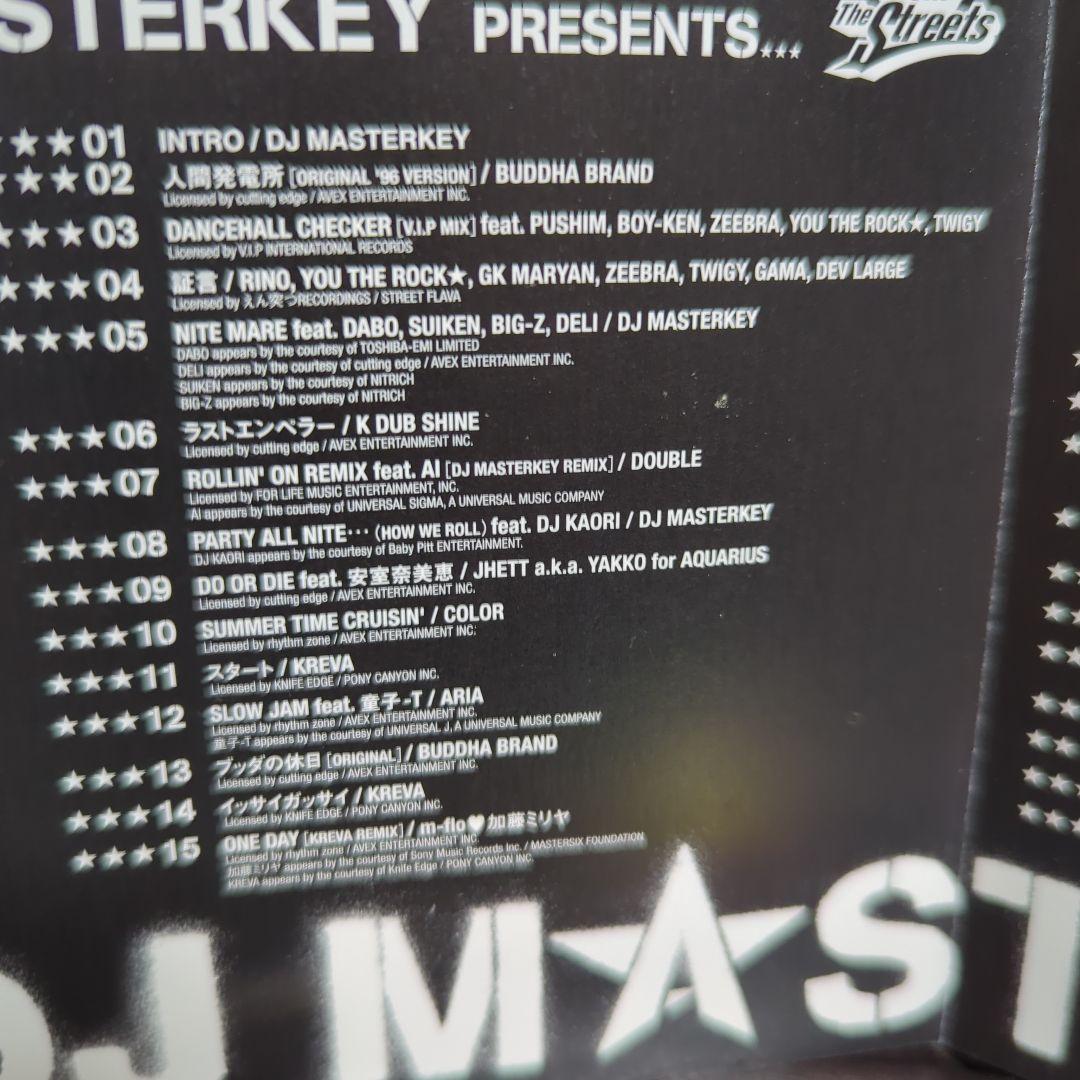 STERKEY PRESENTS...
The Streets
★★01 INTRO / DJ MASTERKEY
★★02 人間発電所 [ORIGINAL '96 VERSION] / BUDDHA BRAND
Licensed by cutting edge / AVEX ENTERTAINMENT INC.
★★03 DANCEHALL CHECKER [V.I.P MIX] feat. PUSHIM, BOY-KEN, ZEEBRA, YOU THE ROCK★, TWIGY
Licensed by V.I.P INTERNATIONAL RECORDS
★★★04 証言 / RINO, YOU THE ROCK★, GK MARYAN, ZEEBRA, TWIGY, GAMA, DEV LARGE
Licensed by えん突つRECORDINGS / STREET FLAVA
★★★05 NITE MARE feat. DABO, SUIKEN, BIG-Z, DELI / DJ MASTERKEY
DABO appears by the courtesy of TOSHIBA-EMI LIMITED
DELI appears by the courtesy of cutting edge / AVEX ENTERTAINMENT INC.
SUIKEN appears by the courtesy of NITRICH
BIG-Z appears by the courtesy of NITRICH
★★★06 ラストエンペラー / K DUB SHINE
Licensed by cutting edge / AVEX ENTERTAINMENT INC.
★★★07 ROLLIN' ON REMIX feat. AI [DJ MASTERKEY REMIX] / DOUBLE
Licensed by FOR LIFE MUSIC ENTERTAINMENT, INC.
AI appears by the courtesy of UNIVERSAL SIGMA, A UNIVERSAL MUSIC COMPANY
★★★08 PARTY ALL NITE… (HOW WE ROLL) feat. DJ KAORI / DJ MASTERKEY
DJ KAORI appears by the courtesy of Baby Pitt ENTERTAINMENT.
★★★09 DO OR DIE feat. 安室奈美恵 / JHETT a.k.a. YAKKO for AQUARIUS
Licensed by cutting edge / AVEX ENTERTAINMENT INC.
★★★10 SUMMER TIME CRUISIN' / COLOR
Licensed by rhythm zone / AVEX ENTERTAINMENT INC.
★★★11 スタート / KREVA
Licensed by KNIFE EDGE / PONY CANYON INC.
★★★12 SLOW JAM feat. 童子-T / ARIA
Licensed by rhythm zone / AVEX ENTERTAINMENT INC.
童子-T appears by the courtesy of UNIVERSAL J, A UNIVERSAL MUSIC COMPANY
★★★13 ブッダの休日 [ORIGINAL] / BUDDHA BRAND
Licensed by cutting edge / AVEX ENTERTAINMENT INC.
★★★14 イッサイガッサイ / KREVA
Licensed by KNIFE EDGE / PONY CANYON INC.
★★★15 ONE DAY [KREVA REMIX] / m-flo♥加藤ミリヤ
Licensed by rhythm zone / AVEX ENTERTAINMENT INC.
加藤ミリヤ appears by the courtesy of Sony Music Records Inc. / MASTERSIX FOUNDATION
KREVA appears by the courtesy of Knife Edge / PONY CANYON INC.
DJ M★ST